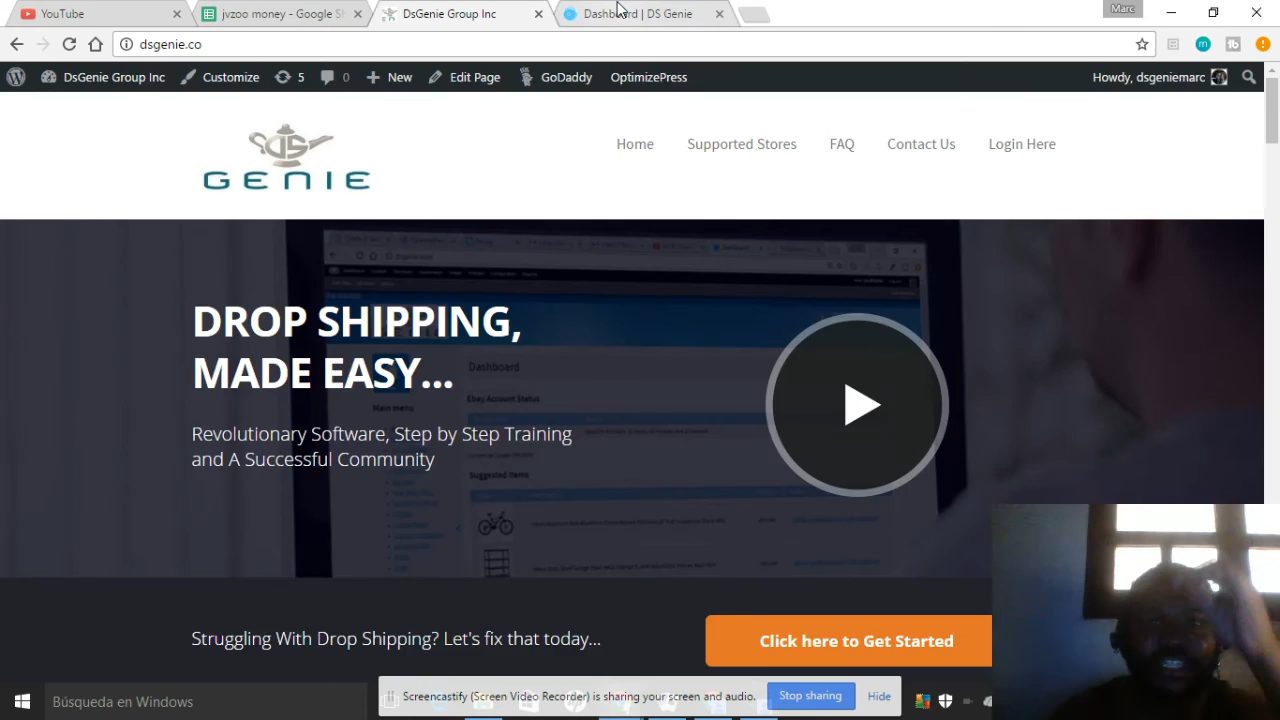 YouTube
jvzoo money - Google Sh
DsGenie Group Inc
Dashboard | DS Genie
Marc
dsgenie.co
DsGenie Group Inc
Customize
5
0
New
Edit Page
GoDaddy
OptimizePress
Howdy, dsgeniemarc
DS
GENIE
Home
Supported Stores
FAQ
Contact Us
Login Here
DROP SHIPPING,
MADE EASY...
Revolutionary Software, Step by Step Training
and A Successful Community
Dashboard
Ebay Account Status
Main menu
Suggested Items
Struggling With Drop Shipping? Let's fix that today...
Click here to Get Started
Búsqueda en Windows
Screencastify (Screen Video Recorder) is sharing your screen and audio.
Stop sharing
Hide